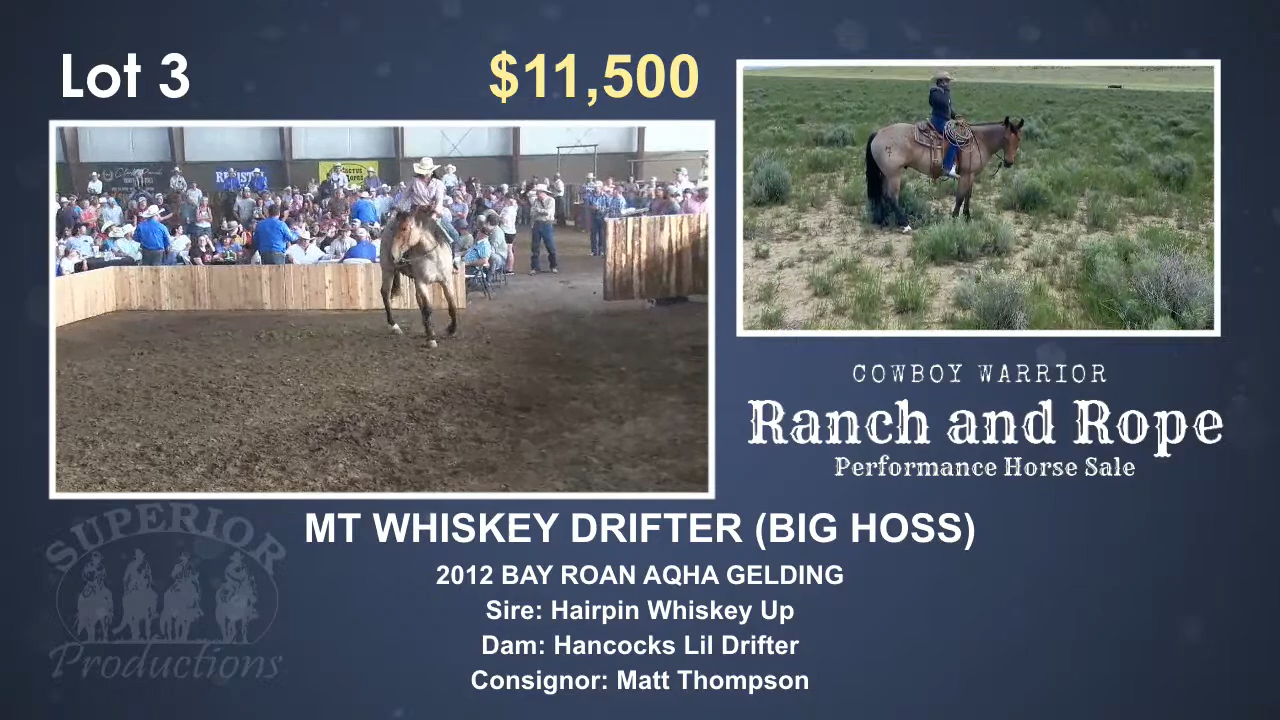 Lot 3
$11,500
COWBOY WARRIOR
Ranch and Rope
Performance Horse Sale
MT WHISKEY DRIFTER (BIG HOSS)
2012 BAY ROAN AQHA GELDING
Sire: Hairpin Whiskey Up
Dam: Hancocks Lil Drifter
Consignor: Matt Thompson
SUPERIOR
Productions